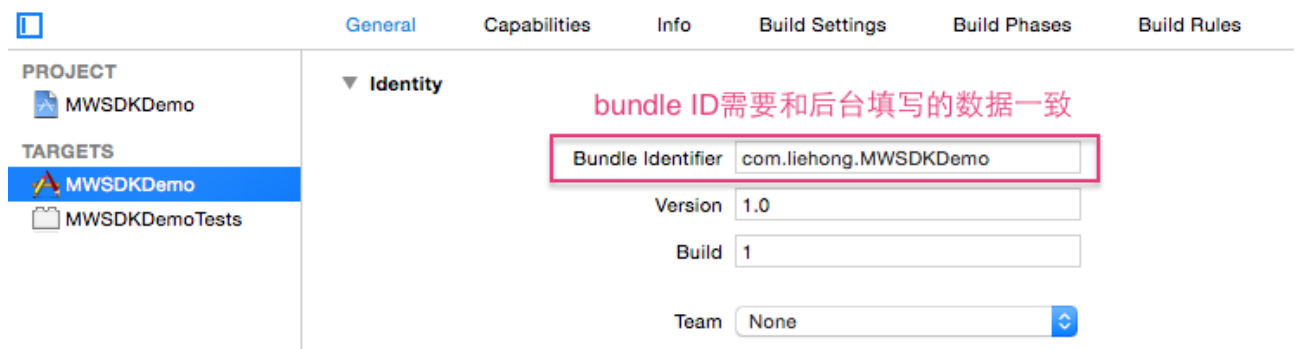 General Capabilities Info Build Settings Build Phases Build Rules
PROJECT
MWSDKDemo
TARGETS
MWSDKDemo
MWSDKDemoTests
Identity
bundle ID需要和后台填写的数据一致
Bundle Identifier com.liehong.MWSDKDemo
Version 1.0
Build 1
Team None